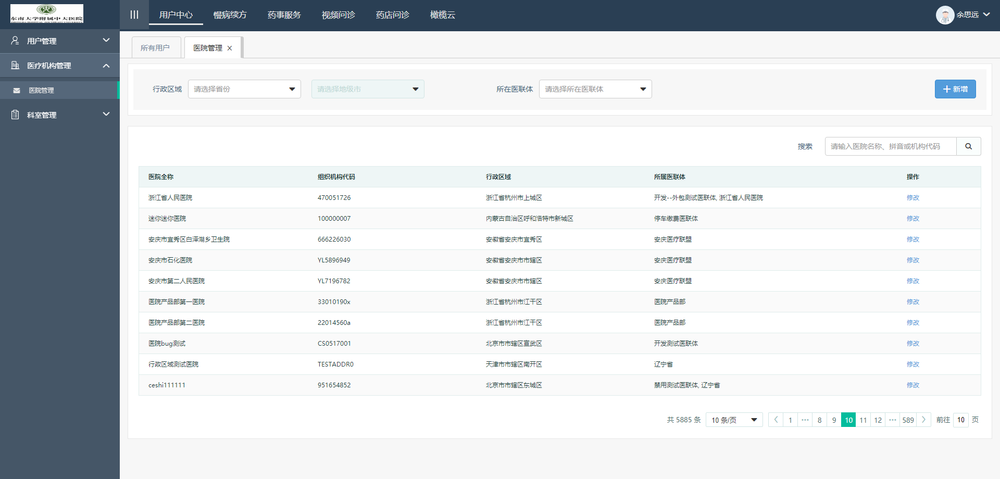 东南大学附属中大医院
ZHONGDA HOSPITAL, SOUTHEAST UNIVERSITY
用户中心 慢病续方 药事服务 视频问诊 药店问诊 橄榄云
余思远
用户管理
医疗机构管理
医院管理
科室管理
所有用户 医院管理
行政区域 请选择省份 请选择地级市 所在医联体 请选择所在医联体 新增
搜索 请输入医院名称、拼音或机构代码
医院全称 组织机构代码 行政区域 所属医联体 操作
浙江省人民医院 470051726 浙江省杭州市上城区 开发--外包测试医联体, 浙江省人民医院 修改
迷你迷你医院 100000007 内蒙古自治区呼和浩特市新城区 停车缴费医联体 修改
安庆市宜秀区白泽湖乡卫生院 666226030 安徽省安庆市宜秀区 安庆医疗联盟 修改
安庆市石化医院 YL5896949 安徽省安庆市市辖区 安庆医疗联盟 修改
安庆市第二人民医院 YL7196782 安徽省安庆市市辖区 安庆医疗联盟 修改
医院产品部第一医院 33010190x 浙江省杭州市江干区 医院产品部 修改
医院产品部第二医院 22014560a 浙江省杭州市江干区 医院产品部 修改
医院bug测试 CS0517001 北京市市辖区宣武区 开发测试医联体 修改
行政区域测试医院 TESTADDR0 天津市市辖区南开区 辽宁省 修改
ceshi111111 951654852 北京市市辖区东城区 禁用测试医联体, 辽宁省 修改
共 5885 条 10 条/页 1 ··· 8 9 10 11 12 ··· 589 前往 10 页